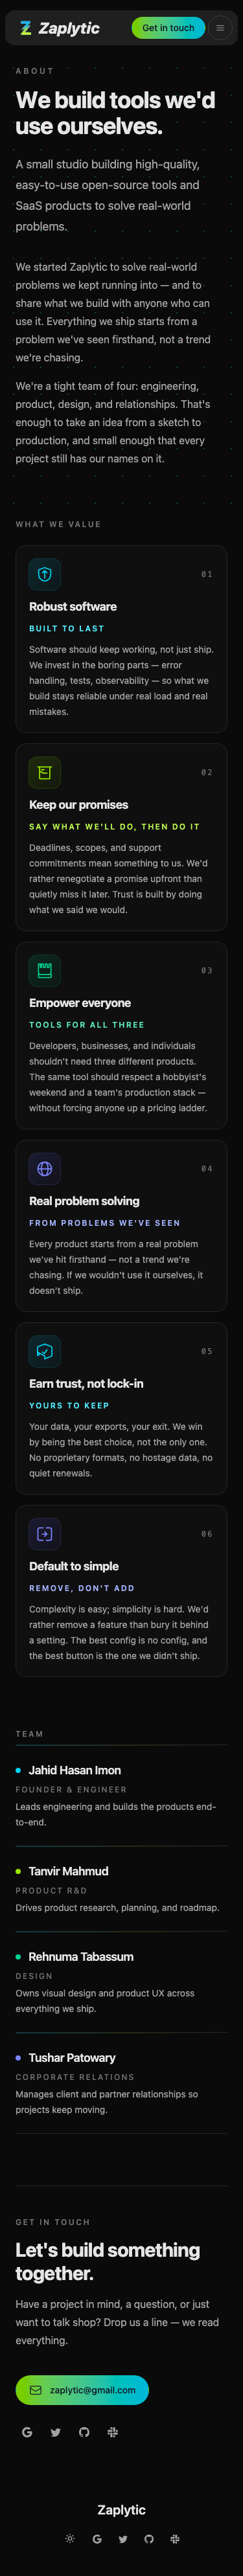 Zaplytic
Get in touch
ABOUT
We build tools we'd
use ourselves.
A small studio building high-quality,
easy-to-use open-source tools and
SaaS products to solve real-world
problems.
We started Zaplytic to solve real-world
problems we kept running into — and to
share what we build with anyone who can
use it. Everything we ship starts from a
problem we've seen firsthand, not a trend
we're chasing.
We're a tight team of four: engineering,
product, design, and relationships. That's
enough to take an idea from a sketch to
production, and small enough that every
project still has our names on it.
WHAT WE VALUE
01
Robust software
BUILT TO LAST
Software should keep working, not just ship.
We invest in the boring parts — error
handling, tests, observability — so what we
build stays reliable under real load and real
mistakes.
02
Keep our promises
SAY WHAT WE'LL DO, THEN DO IT
Deadlines, scopes, and support
commitments mean something to us. We'd
rather renegotiate a promise upfront than
quietly miss it later. Trust is built by doing
what we said we would.
03
Empower everyone
TOOLS FOR ALL THREE
Developers, businesses, and individuals
shouldn't need three different products.
The same tool should respect a hobbyist's
weekend and a team's production stack —
without forcing anyone up a pricing ladder.
04
Real problem solving
FROM PROBLEMS WE'VE SEEN
Every product starts from a real problem
we've hit firsthand — not a trend we're
chasing. If we wouldn't use it ourselves, it
doesn't ship.
05
Earn trust, not lock-in
YOURS TO KEEP
Your data, your exports, your exit. We win
by being the best choice, not the only one.
No proprietary formats, no hostage data, no
quiet renewals.
06
Default to simple
REMOVE, DON'T ADD
Complexity is easy; simplicity is hard. We'd
rather remove a feature than bury it behind
a setting. The best config is no config, and
the best button is the one we didn't ship.
TEAM
Jahid Hasan Imon
FOUNDER & ENGINEER
Leads engineering and builds the products end-
to-end.
Tanvir Mahmud
PRODUCT R&D
Drives product research, planning, and roadmap.
Rehnuma Tabassum
DESIGN
Owns visual design and product UX across
everything we ship.
Tushar Patowary
CORPORATE RELATIONS
Manages client and partner relationships so
projects keep moving.
GET IN TOUCH
Let's build something
together.
Have a project in mind, a question, or just
want to talk shop? Drop us a line — we read
everything.
zaplytic@gmail.com
Zaplytic